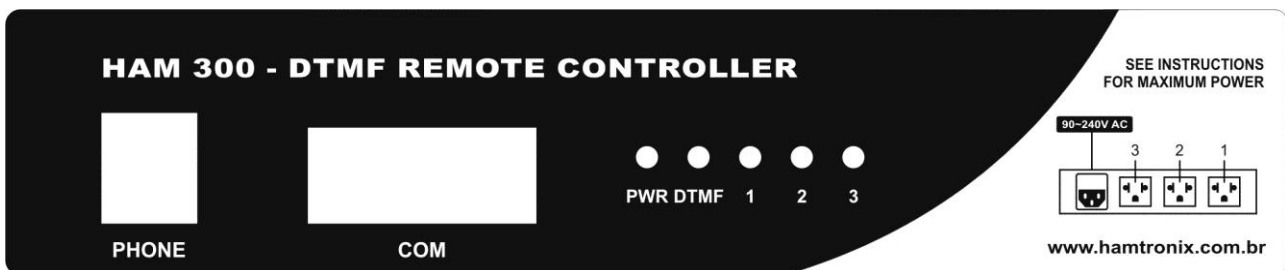 HAM 300 - DTMF REMOTE CONTROLLER
SEE INSTRUCTIONS
FOR MAXIMUM POWER
90~240V AC
3 2 1
PWR DTMF 1 2 3
PHONE COM
www.hamtronix.com.br